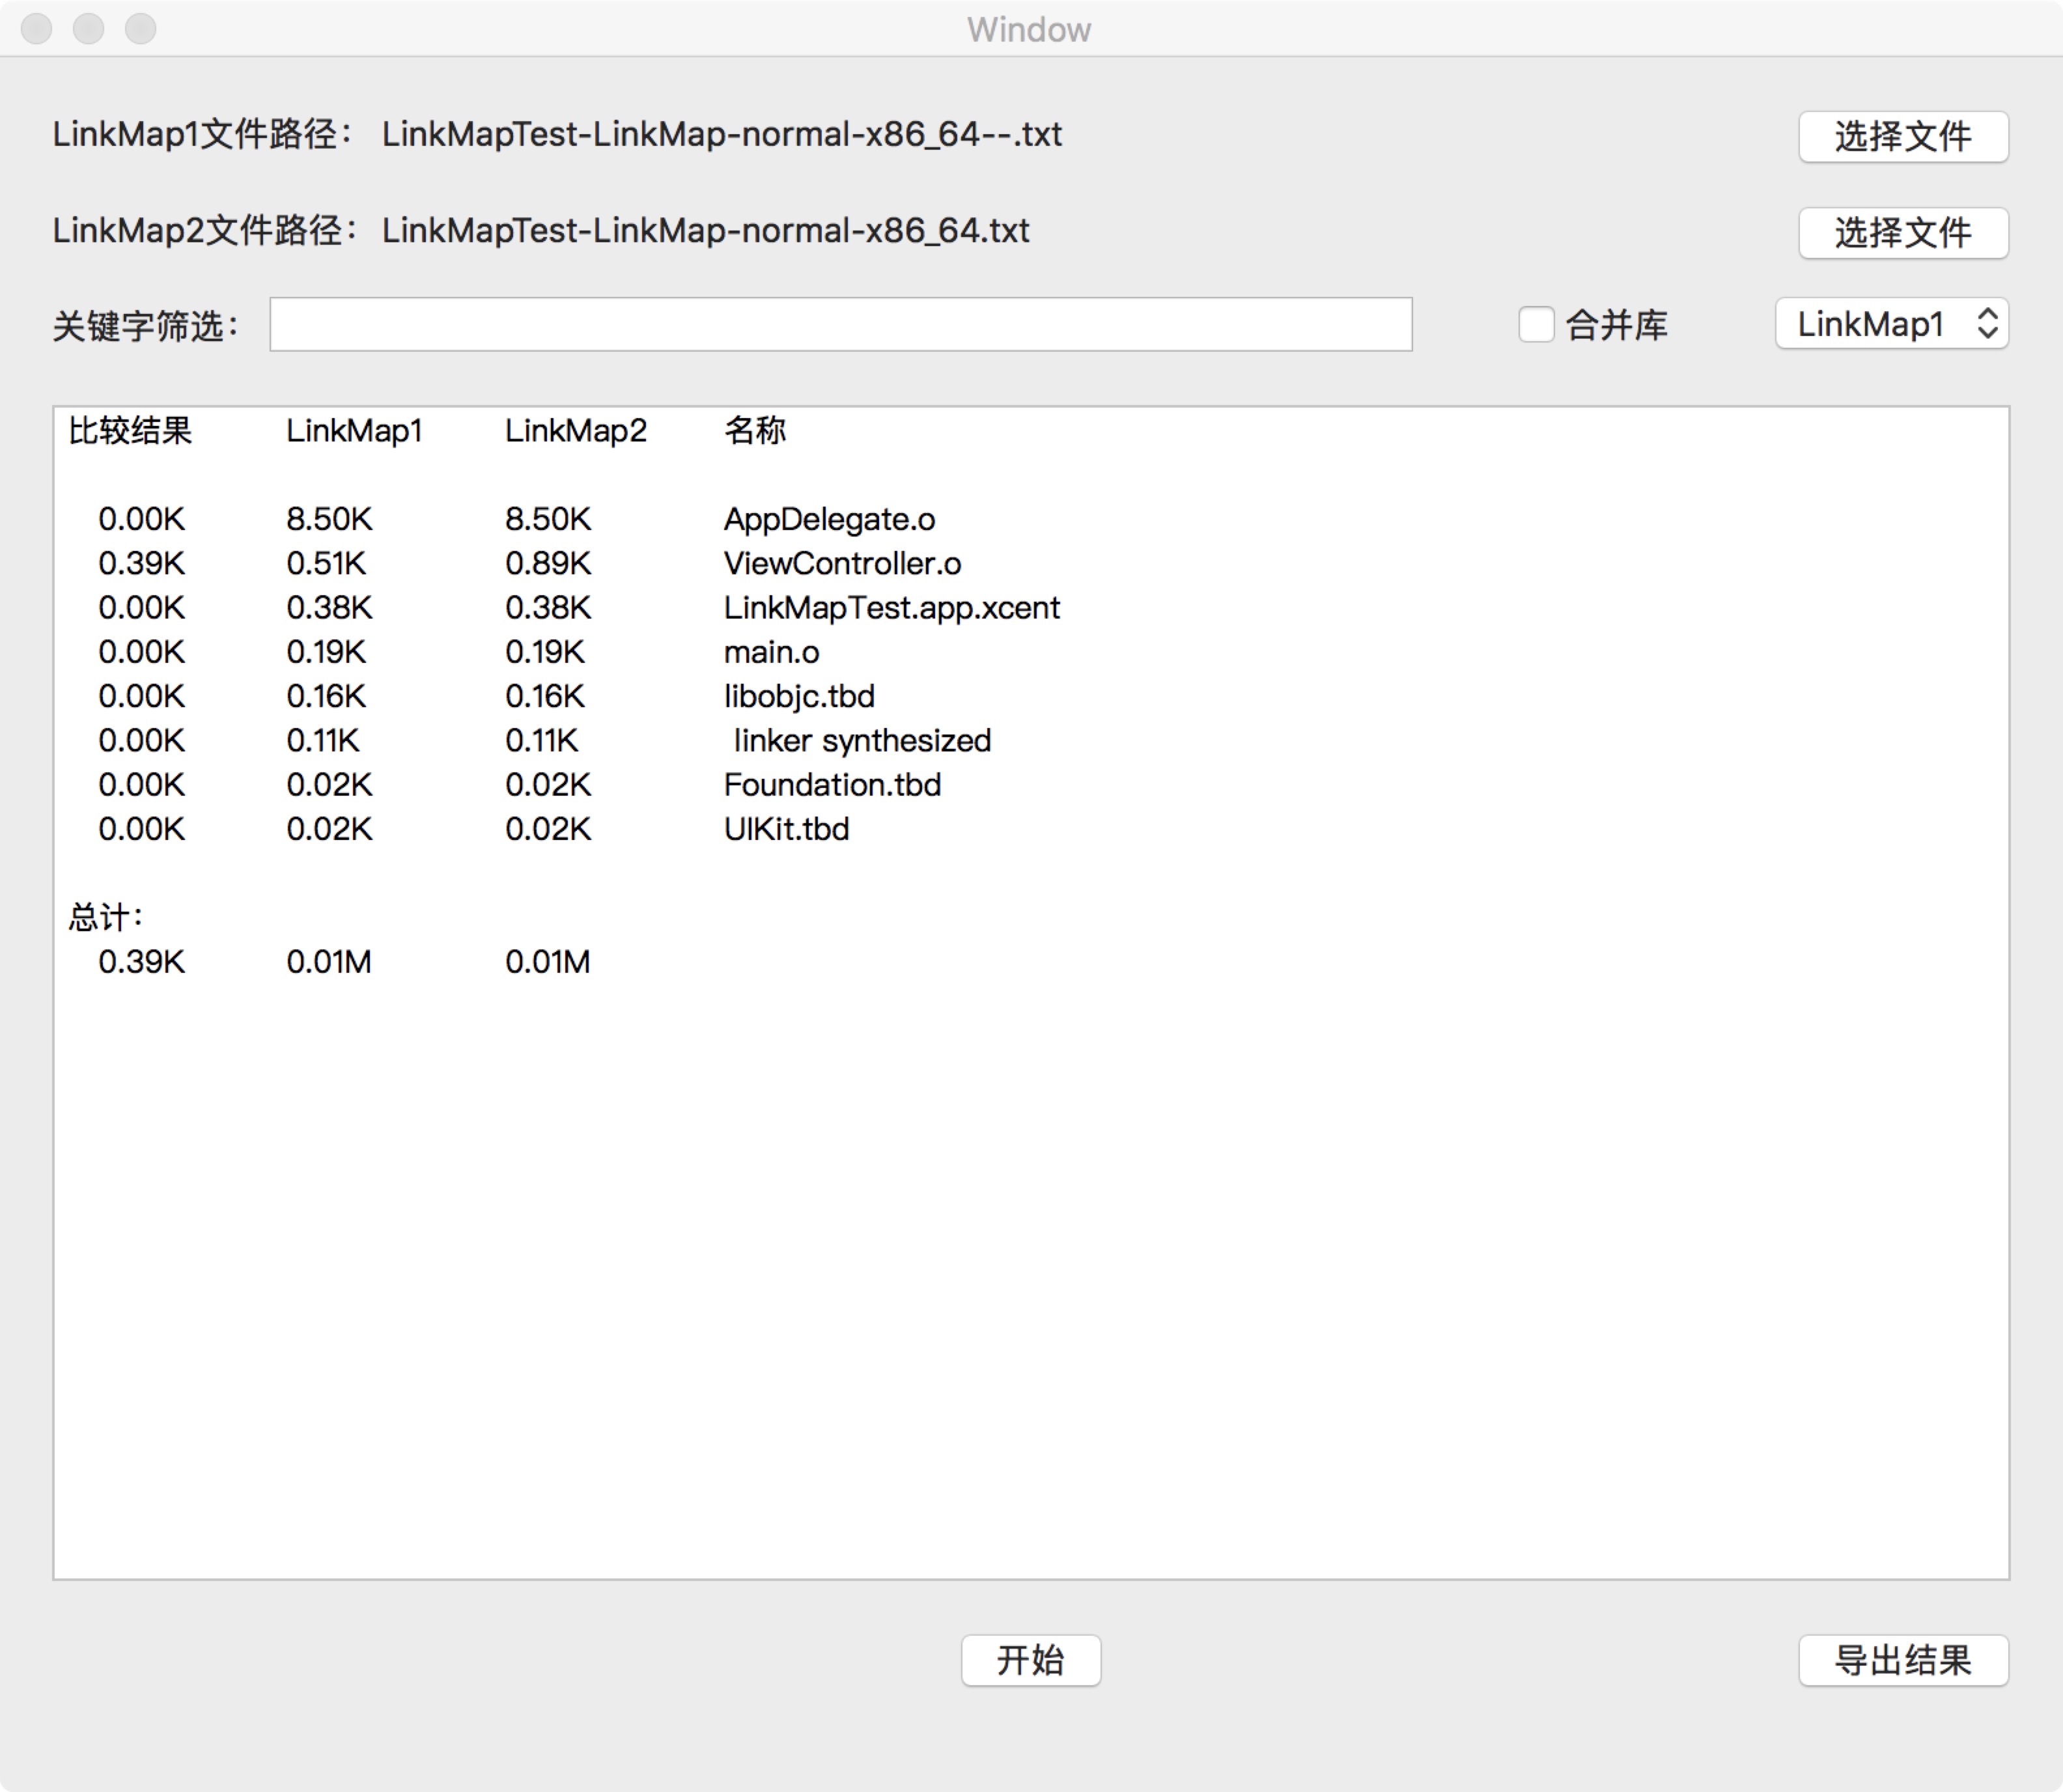 Window
LinkMap1文件路径： LinkMapTest-LinkMap-normal-x86_64--.txt 选择文件
LinkMap2文件路径： LinkMapTest-LinkMap-normal-x86_64.txt 选择文件
关键字筛选： 合并库 LinkMap1
比较结果 LinkMap1 LinkMap2 名称
0.00K 8.50K 8.50K AppDelegate.o
0.39K 0.51K 0.89K ViewController.o
0.00K 0.38K 0.38K LinkMapTest.app.xcent
0.00K 0.19K 0.19K main.o
0.00K 0.16K 0.16K libobjc.tbd
0.00K 0.11K 0.11K linker synthesized
0.00K 0.02K 0.02K Foundation.tbd
0.00K 0.02K 0.02K UIKit.tbd
总计：
0.39K 0.01M 0.01M
开始 导出结果